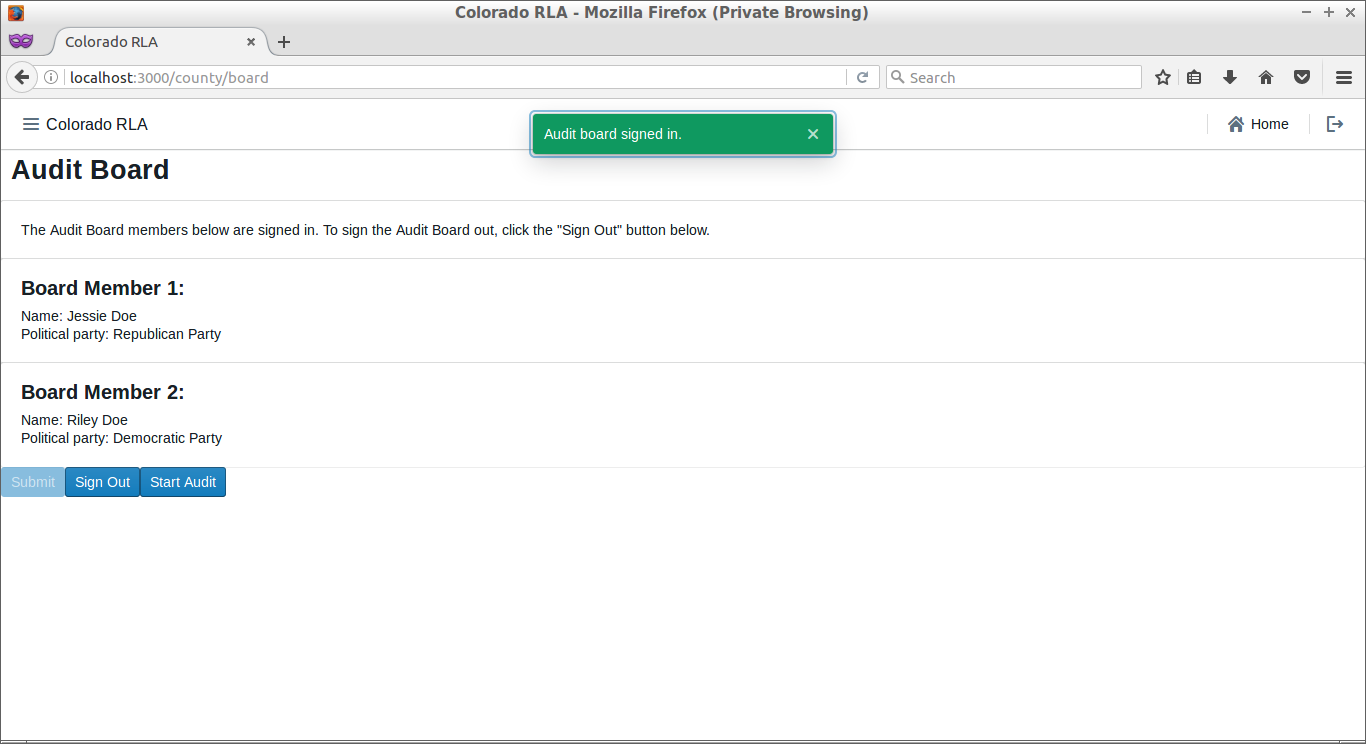 Colorado RLA - Mozilla Firefox (Private Browsing)
Colorado RLA
localhost:3000/county/board
Search
Colorado RLA
Audit board signed in.
Home
Audit Board
The Audit Board members below are signed in. To sign the Audit Board out, click the "Sign Out" button below.
Board Member 1:
Name: Jessie Doe
Political party: Republican Party
Board Member 2:
Name: Riley Doe
Political party: Democratic Party
Submit Sign Out Start Audit